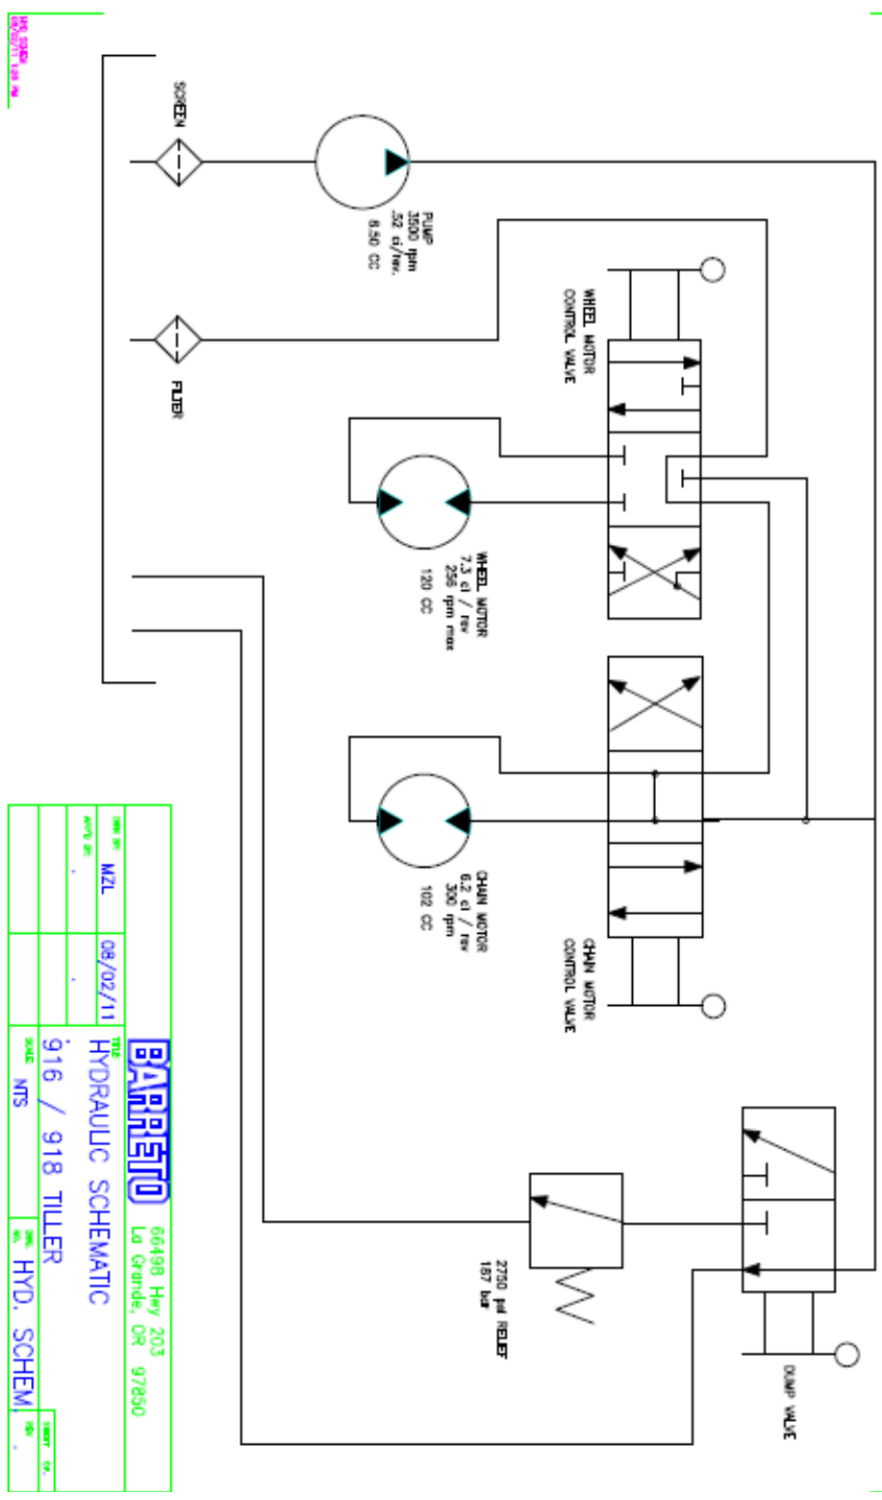 SCREEN
PUMP
3500 rpm
.52 ci/rev.
8.50 CC
FILTER
WHEEL MOTOR
CONTROL VALVE
WHEEL MOTOR
7.3 ci / rev
256 rpm max
120 CC
CHAIN MOTOR
6.2 ci / rev
300 rpm
102 CC
CHAIN MOTOR
CONTROL VALVE
2750 psi RELIEF
187 bar
DUMP VALVE
MZL
08/02/11
BARRETO
66498 Hwy 203
La Grande, OR 97850
TITLE
HYDRAULIC SCHEMATIC
916 / 918 TILLER
SCALE NTS
HYD. SCHEM.